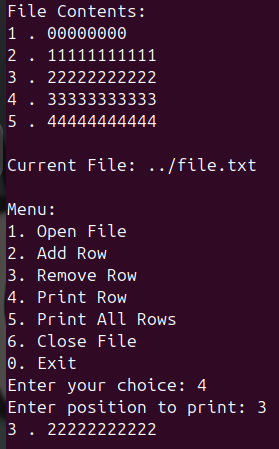 File Contents:
1 . 00000000
2 . 11111111111
3 . 22222222222
4 . 33333333333
5 . 44444444444
Current File: ../file.txt
Menu:
1. Open File
2. Add Row
3. Remove Row
4. Print Row
5. Print All Rows
6. Close File
0. Exit
Enter your choice: 4
Enter position to print: 3
3 . 22222222222